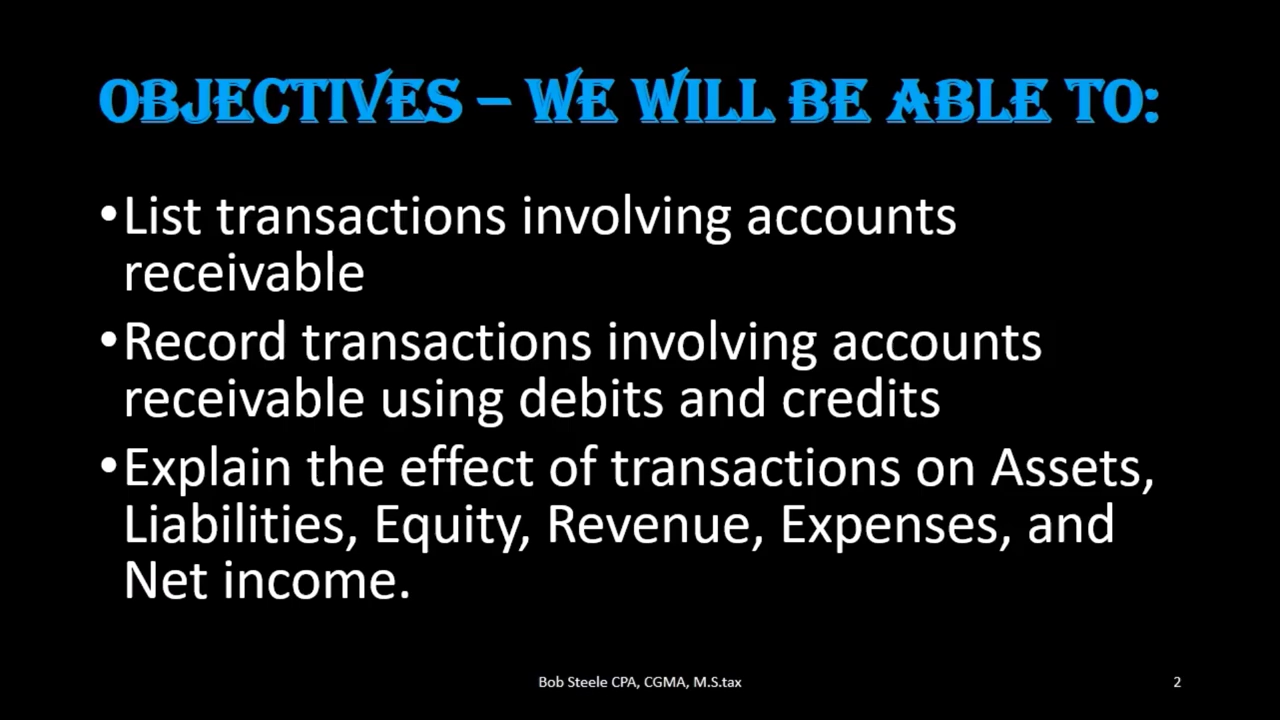 OBJECTIVES – WE WILL BE ABLE TO:
•List transactions involving accounts
receivable
•Record transactions involving accounts
receivable using debits and credits
•Explain the effect of transactions on Assets,
Liabilities, Equity, Revenue, Expenses, and
Net income.
Bob Steele CPA, CGMA, M.S.tax
2